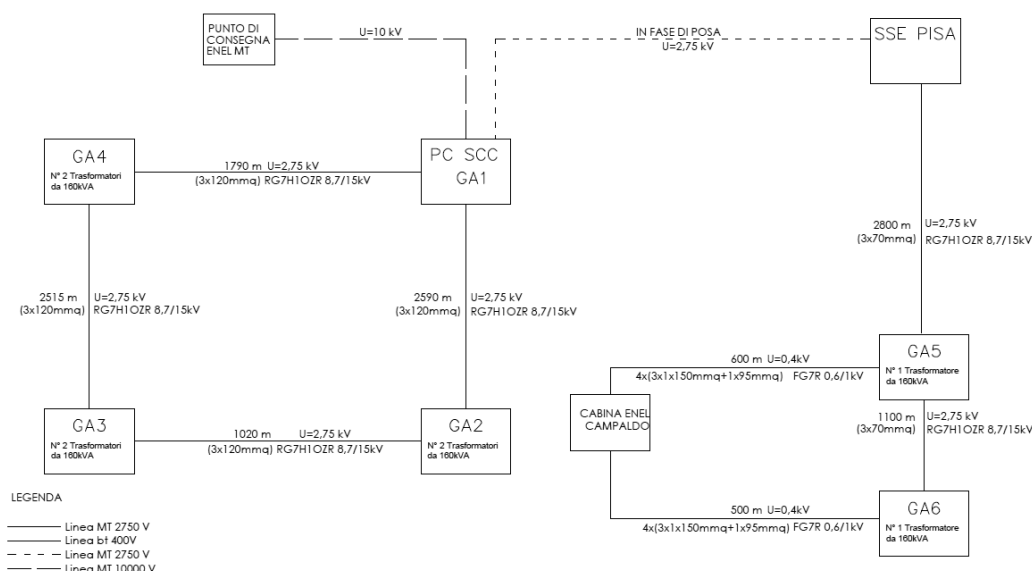 PUNTO DI
CONSEGNA
ENEL MT
U=10 kV
IN FASE DI POSA
U=2,75 kV
SSE PISA
GA4
N° 2 Trasformatori
da 160kVA
1790 m U=2,75 kV
(3x120mmq) RG7H1OZR 8,7/15kV
PC SCC
GA1
2800 m
(3x70mmq)
U=2,75 kV
RG7H1OZR 8,7/15kV
2515 m
(3x120mmq)
U=2,75 kV
RG7H1OZR 8,7/15kV
2590 m
(3x120mmq)
U=2,75 kV
RG7H1OZR 8,7/15kV
600 m U=0,4kV
4x(3x1x150mmq+1x95mmq) FG7R 0,6/1kV
GA5
N° 1 Trasformatore
da 160kVA
CABINA ENEL
CAMPALDO
1100 m
(3x70mmq)
U=2,75 kV
RG7H1OZR 8,7/15kV
GA3
N° 2 Trasformatori
da 160kVA
1020 m U=2,75 kV
(3x120mmq) RG7H1OZR 8,7/15kV
GA2
N° 2 Trasformatori
da 160kVA
500 m U=0,4kV
4x(3x1x150mmq+1x95mmq) FG7R 0,6/1kV
GA6
N° 1 Trasformatore
da 160kVA
LEGENDA
Linea MT 2750 V
Linea bt 400V
Linea MT 2750 V
Linea MT 10000 V